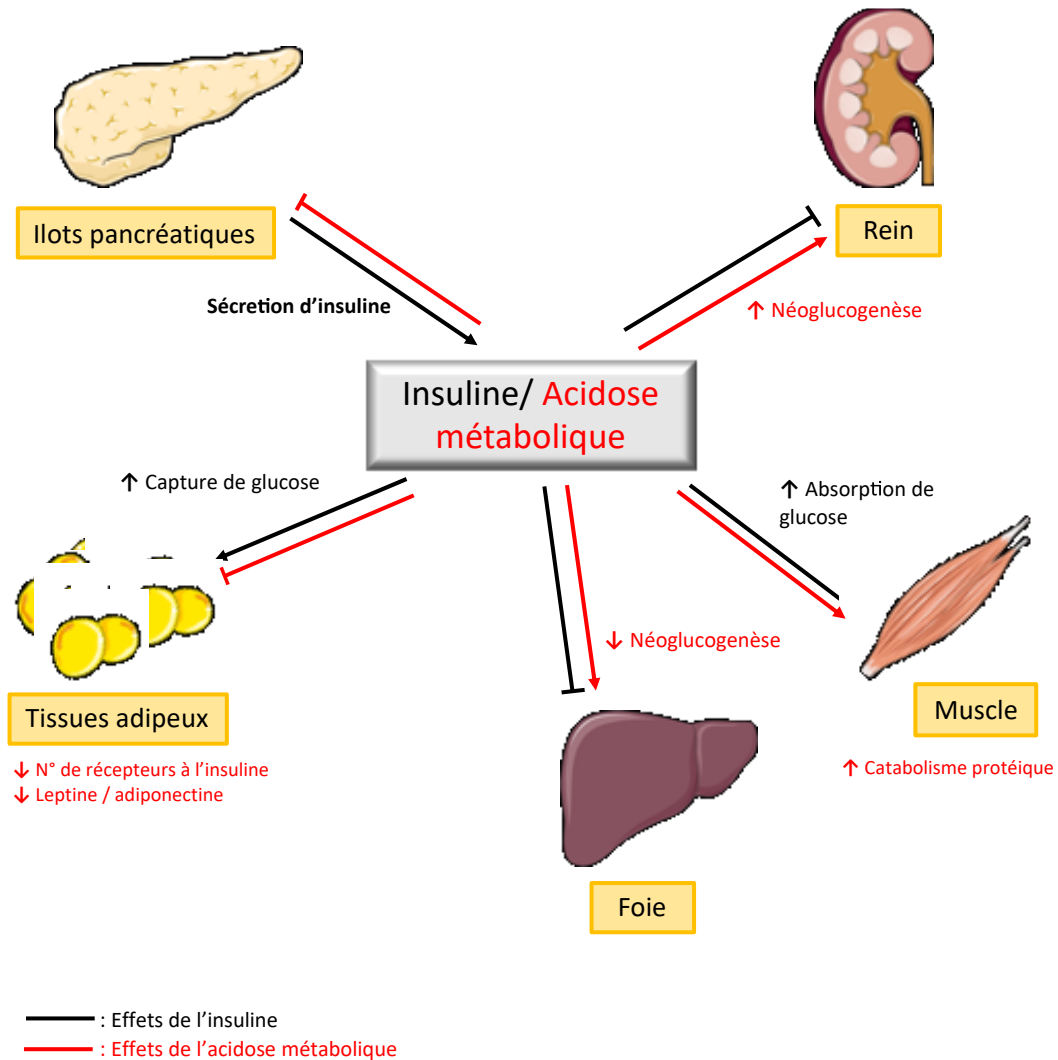 Ilots pancréatiques
Rein
Sécretion d’insuline
↑ Néoglucogenèse
Insuline/ Acidose
métabolique
↑ Capture de glucose
↑ Absorption de
glucose
↓ Néoglucogenèse
Tissues adipeux
Muscle
↓ N° de récepteurs à l’insuline
↓ Leptine / adiponectine
↑ Catabolisme protéique
Foie
: Effets de l’insuline
: Effets de l’acidose métabolique